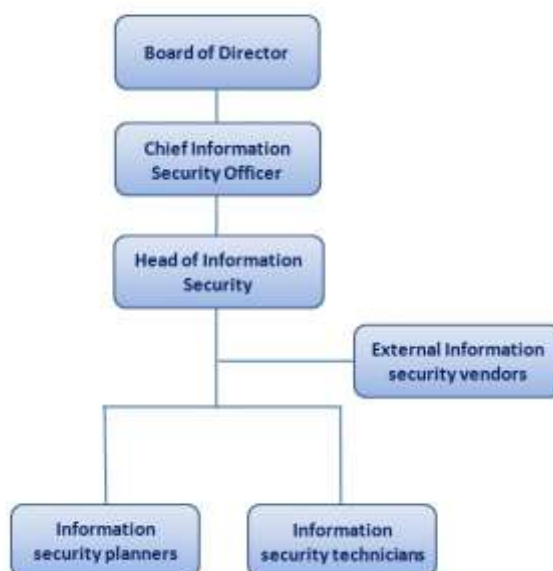 Board of Director
Chief Information
Security Officer
Head of Information
Security
External Information
security vendors
Information
security planners
Information
security technicians